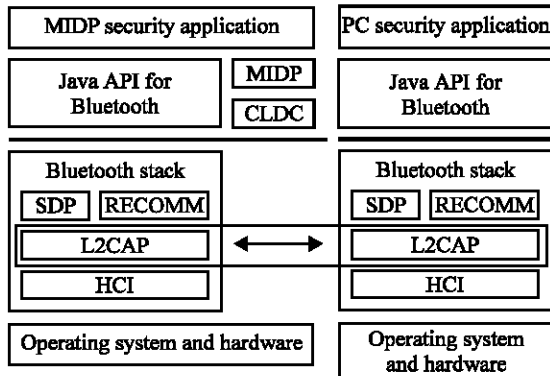 MIDP security application
PC security application
Java API for
Bluetooth
MIDP
CLDC
Java API for
Bluetooth
Bluetooth stack
SDP
RECOMM
L2CAP
HCI
Bluetooth stack
SDP
RECOMM
L2CAP
HCI
Operating system and hardware
Operating system
and hardware